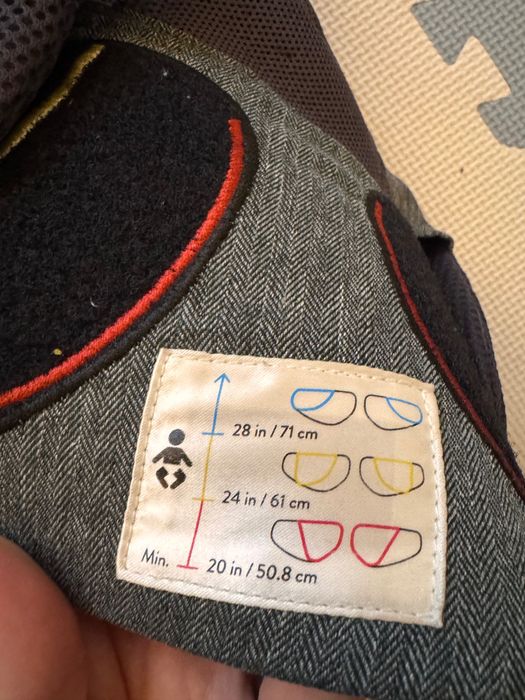 28 in / 71 cm
24 in / 61 cm
Min. 20 in / 50.8 cm